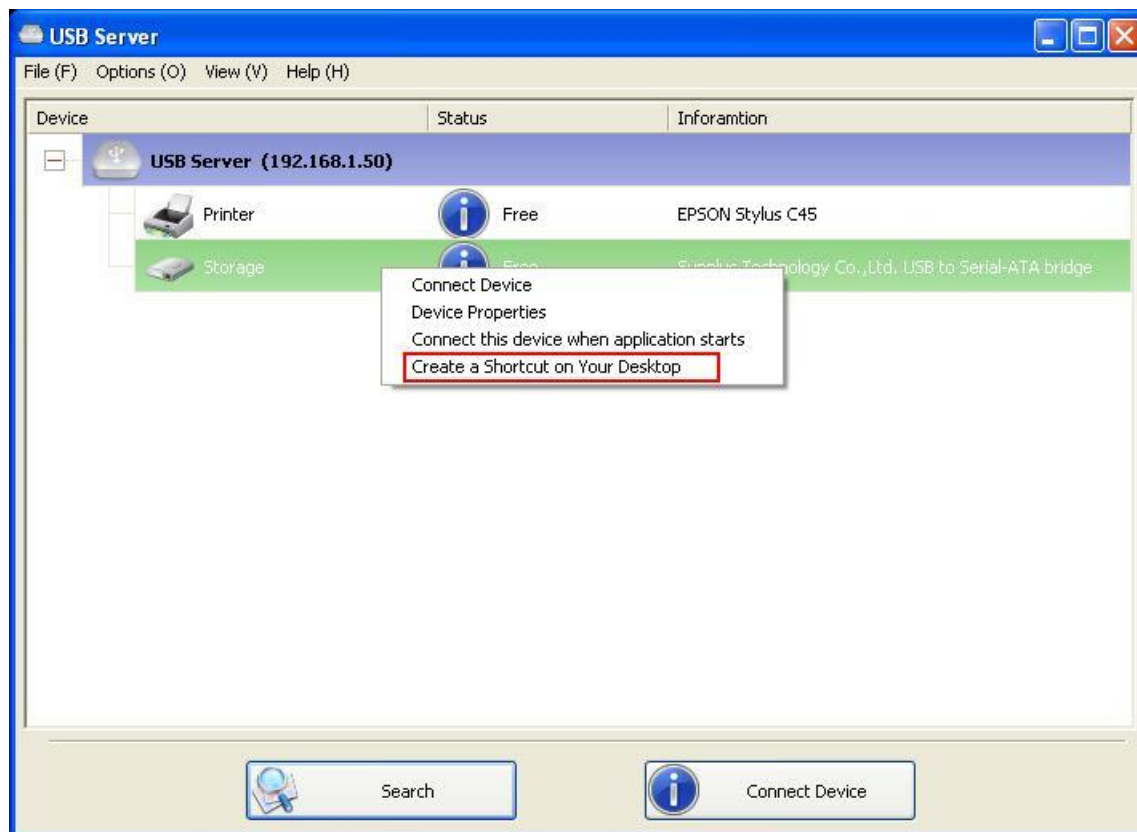 USB Server
File (F) Options (O) View (V) Help (H)
Device Status Inforamtion
USB Server (192.168.1.50)
Printer Free EPSON Stylus C45
Storage Free Sunplus Technology Co.,Ltd. USB to Serial-ATA bridge
Connect Device
Device Properties
Connect this device when application starts
Create a Shortcut on Your Desktop
Search Connect Device